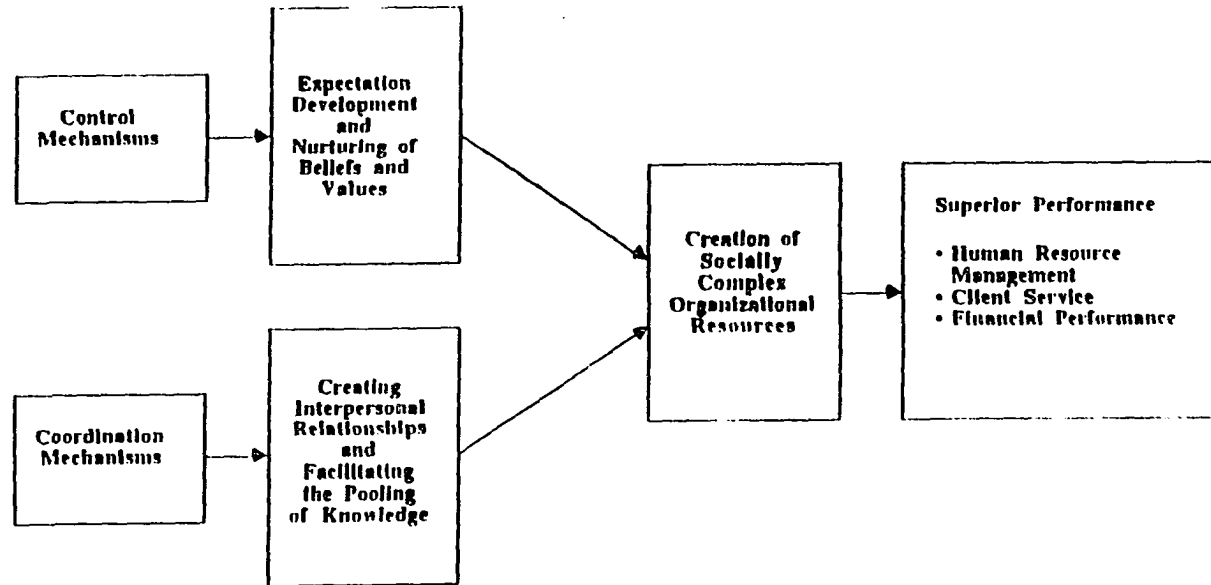 Control
Mechanisms
Expectation
Development
and
Nurturing of
Beliefs and
Values
Coordination
Mechanisms
Creating
Interpersonal
Relationships
and
Facilitating
the Pooling
of Knowledge
Creation of
Socially
Complex
Organizational
Resources
Superior Performance
• Human Resource
Management
• Client Service
• Financial Performance